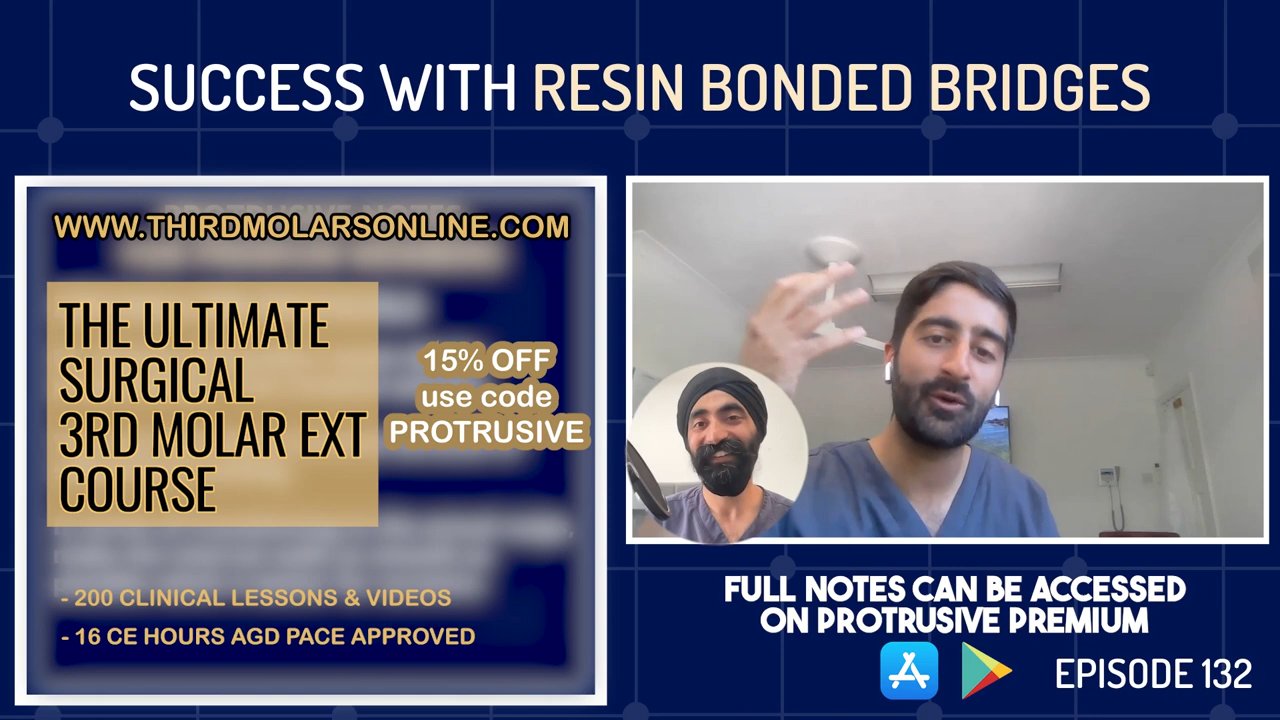 SUCCESS WITH RESIN BONDED BRIDGES
WWW.THIRDMOLARSONLINE.COM
THE ULTIMATE
SURGICAL
3RD MOLAR EXT
COURSE
15% OFF
use code
PROTRUSIVE
- 200 CLINICAL LESSONS & VIDEOS
- 16 CE HOURS AGD PACE APPROVED
FULL NOTES CAN BE ACCESSED
ON PROTRUSIVE PREMIUM
EPISODE 132